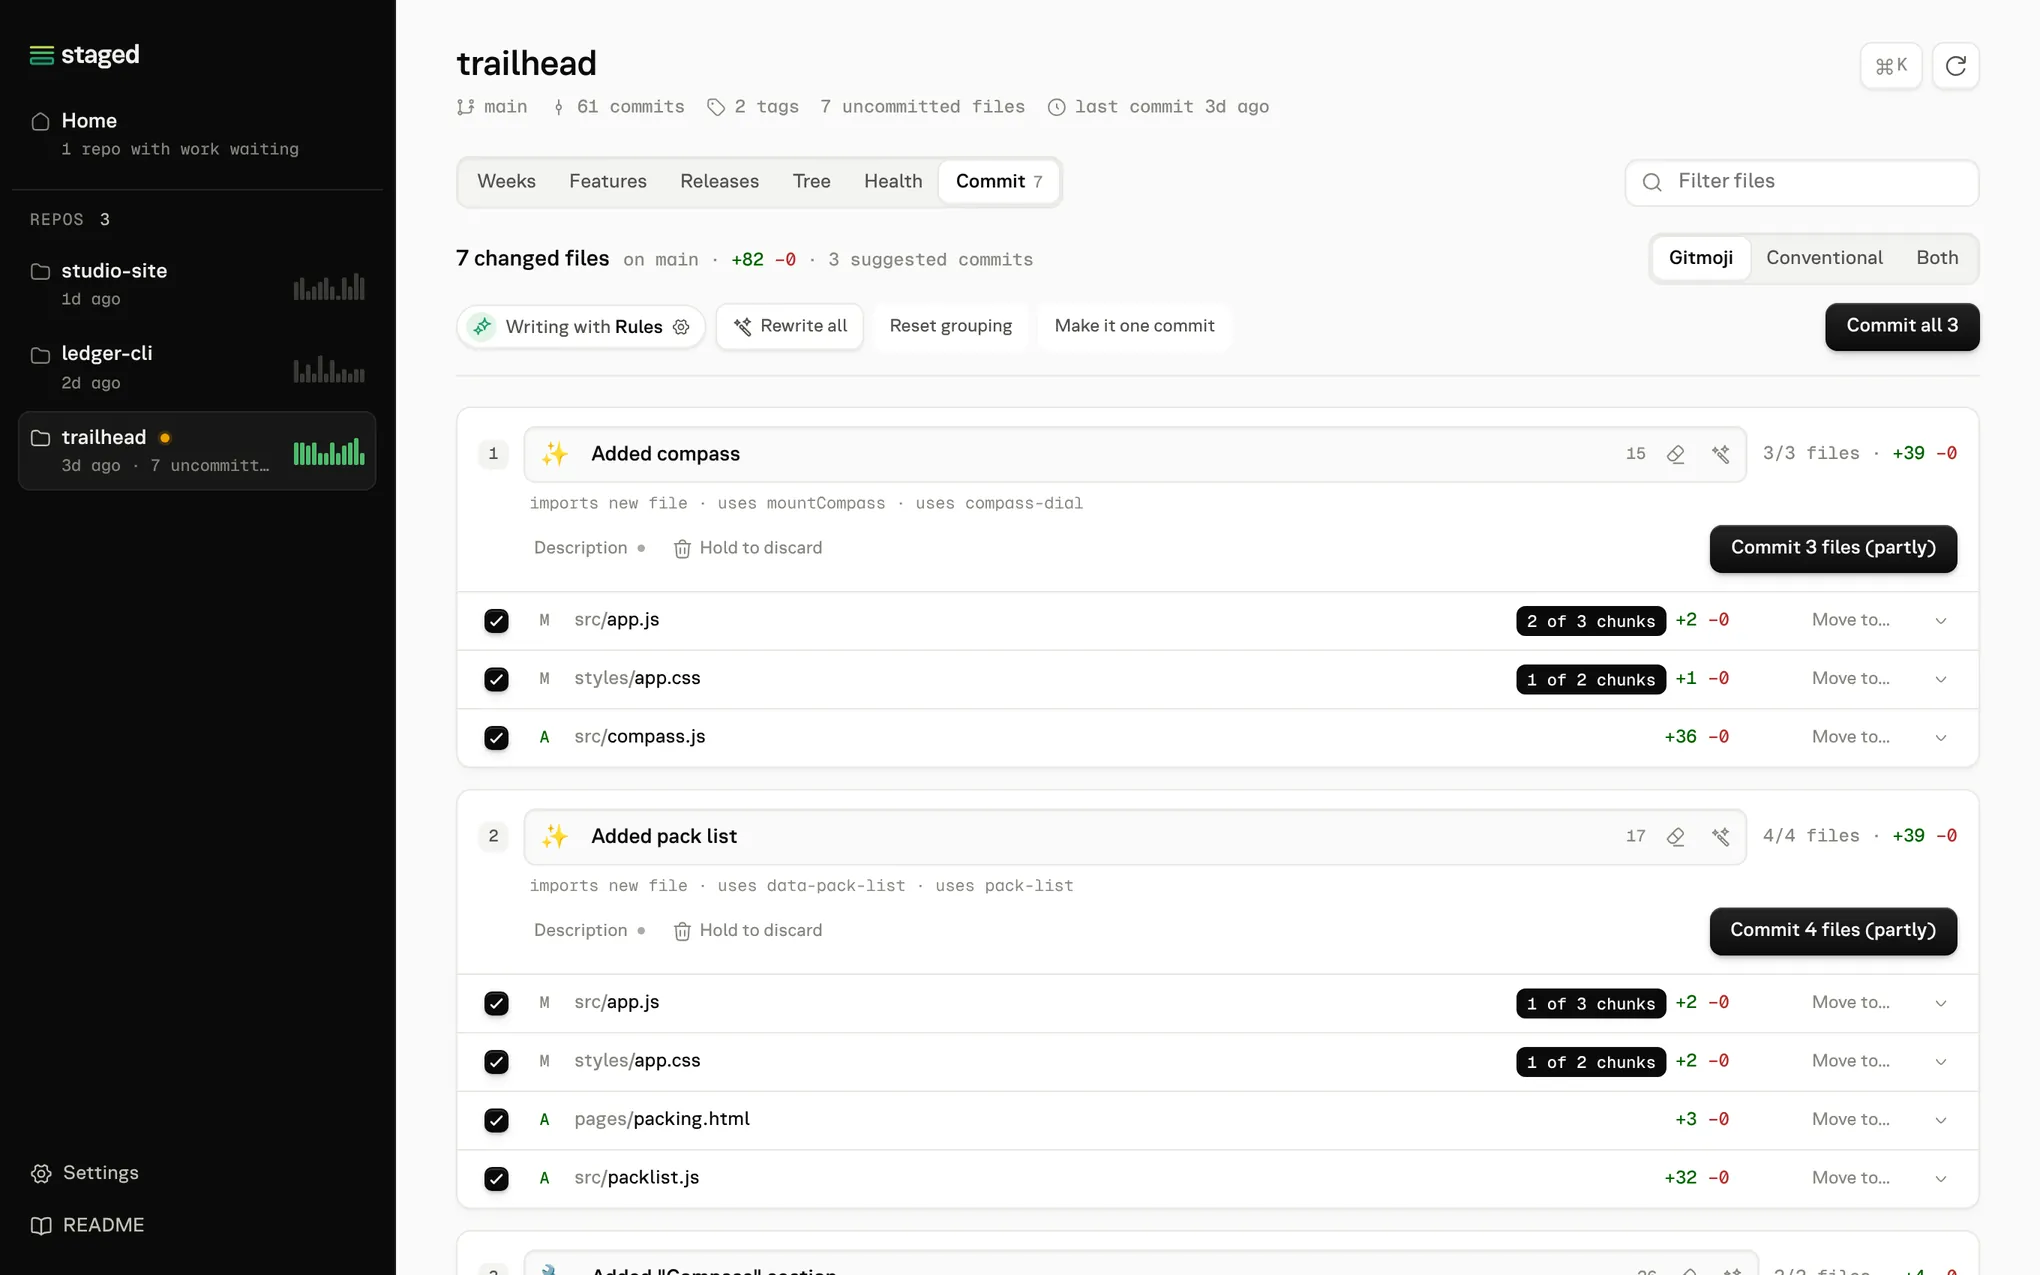 staged
Home
1 repo with work waiting
REPOS 3
studio-site
1d ago
ledger-cli
2d ago
trailhead
3d ago · 7 uncommitt…
Settings
README
trailhead
⌘K
main 61 commits 2 tags 7 uncommitted files last commit 3d ago
Weeks Features Releases Tree Health Commit 7
Filter files
7 changed files on main · +82 −0 · 3 suggested commits
Gitmoji Conventional Both
Writing with Rules Rewrite all Reset grouping Make it one commit Commit all 3
1 ✨ Added compass 15 3/3 files · +39 −0
imports new file · uses mountCompass · uses compass-dial
Description Hold to discard Commit 3 files (partly)
M src/app.js 2 of 3 chunks +2 −0 Move to…
M styles/app.css 1 of 2 chunks +1 −0 Move to…
A src/compass.js +36 −0 Move to…
2 ✨ Added pack list 17 4/4 files · +39 −0
imports new file · uses data-pack-list · uses pack-list
Description Hold to discard Commit 4 files (partly)
M src/app.js 1 of 3 chunks +2 −0 Move to…
M styles/app.css 1 of 2 chunks +2 −0 Move to…
A pages/packing.html +3 −0 Move to…
A src/packlist.js +32 −0 Move to…
Added "Compass" section files +4